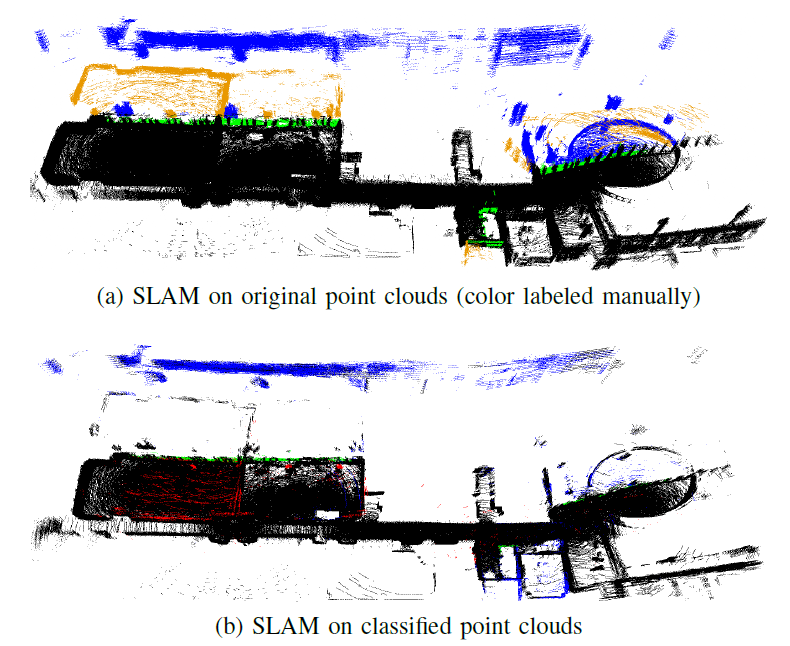 (a) SLAM on original point clouds (color labeled manually)
(b) SLAM on classified point clouds